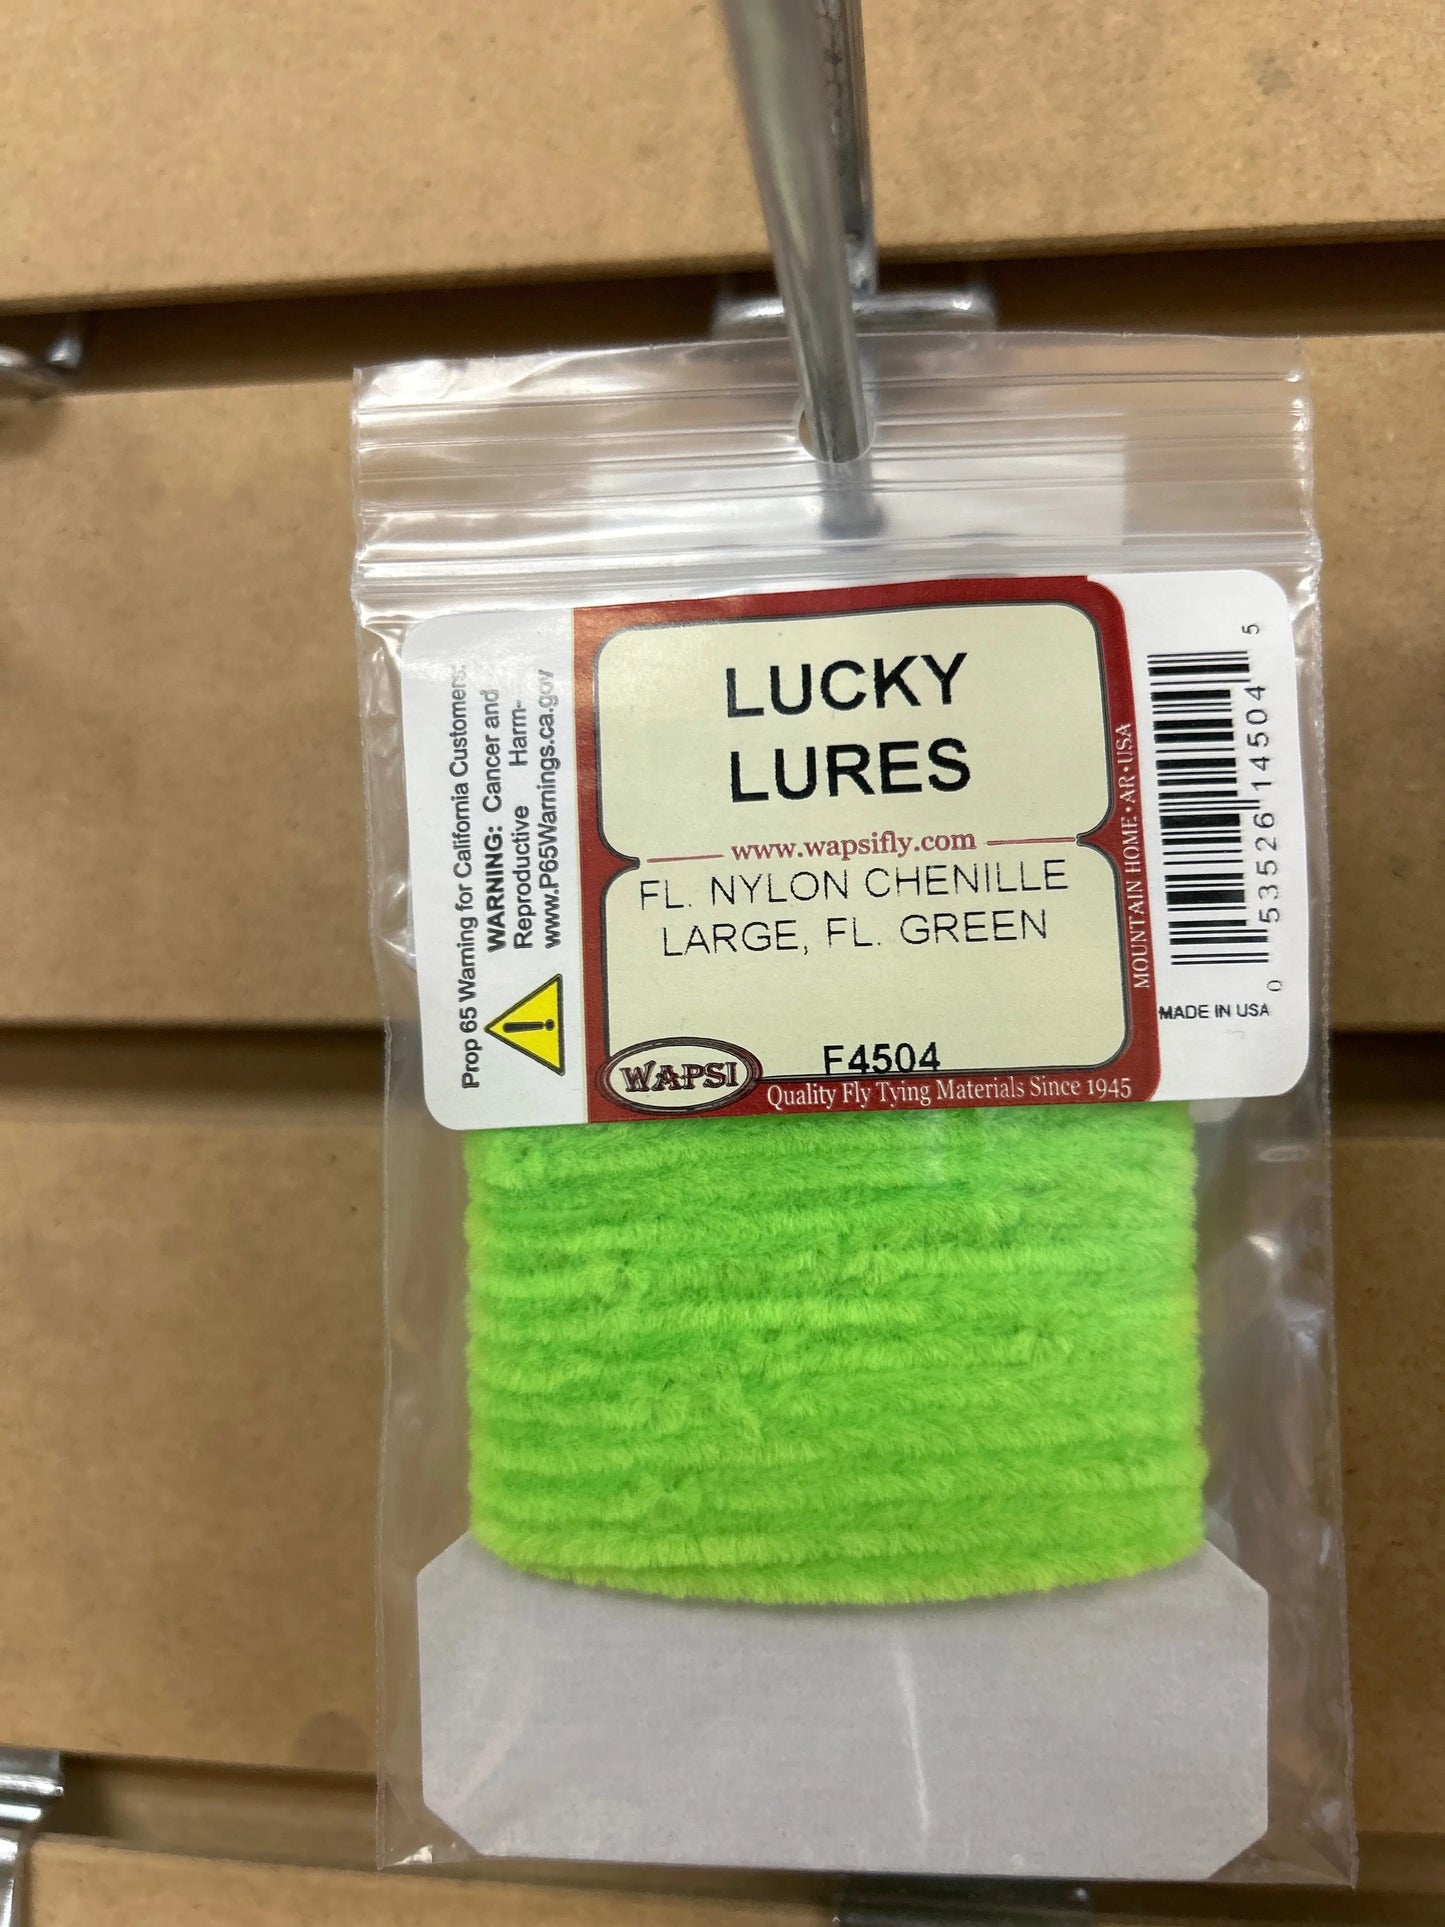 LUCKY
LURES
www.wapsifly.com
FL. NYLON CHENILLE
LARGE, FL. GREEN
F4504
WAPSI
Quality Fly Tying Materials Since 1945
Prop 65 Warning for California Customers:
WARNING: Cancer and
Reproductive Harm-
www.P65Warnings.ca.gov
MOUNTAIN HOME • AR • USA
0 53526 14504 5
MADE IN USA